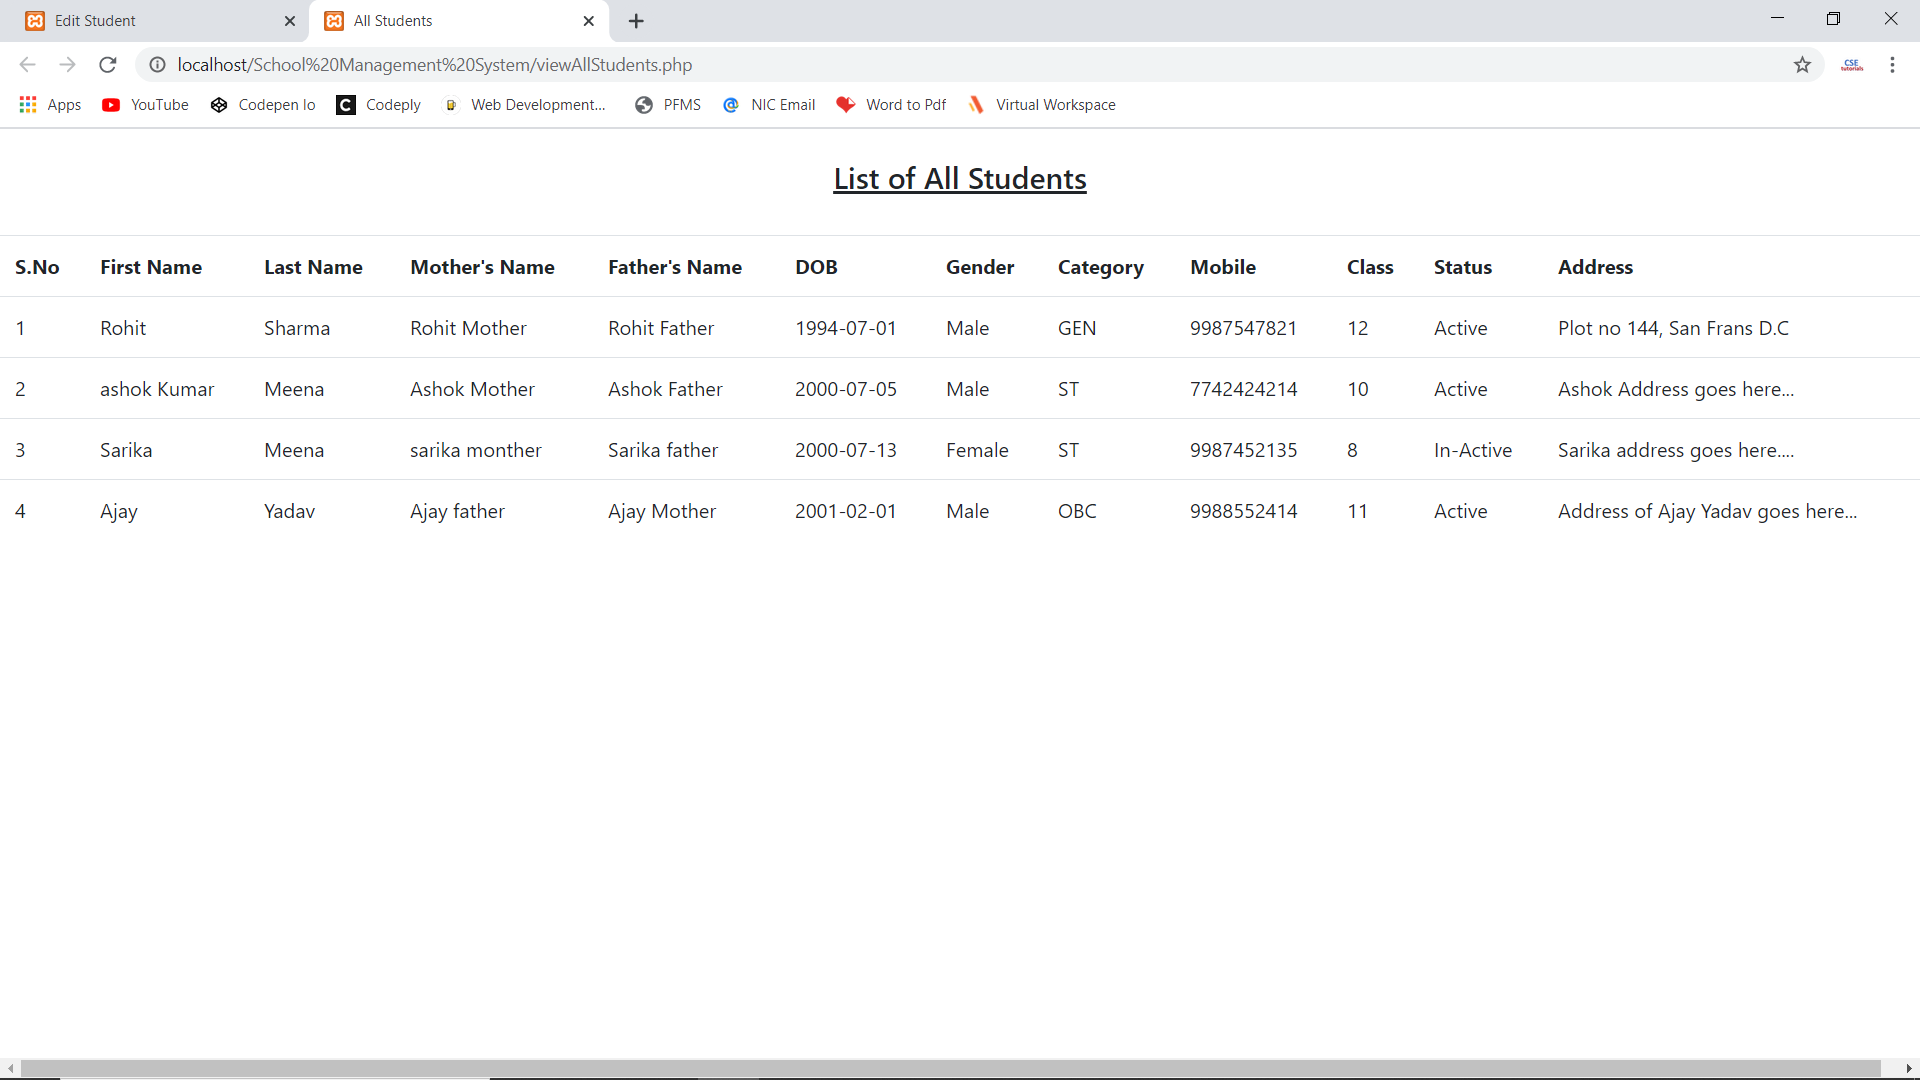 Edit Student
All Students
localhost/School%20Management%20System/viewAllStudents.php
CSE tutorials
Apps YouTube Codepen Io Codeply Web Development... PFMS NIC Email Word to Pdf Virtual Workspace
List of All Students
S.No First Name Last Name Mother's Name Father's Name DOB Gender Category Mobile Class Status Address
1 Rohit Sharma Rohit Mother Rohit Father 1994-07-01 Male GEN 9987547821 12 Active Plot no 144, San Frans D.C
2 ashok Kumar Meena Ashok Mother Ashok Father 2000-07-05 Male ST 7742424214 10 Active Ashok Address goes here...
3 Sarika Meena sarika monther Sarika father 2000-07-13 Female ST 9987452135 8 In-Active Sarika address goes here....
4 Ajay Yadav Ajay father Ajay Mother 2001-02-01 Male OBC 9988552414 11 Active Address of Ajay Yadav goes here...